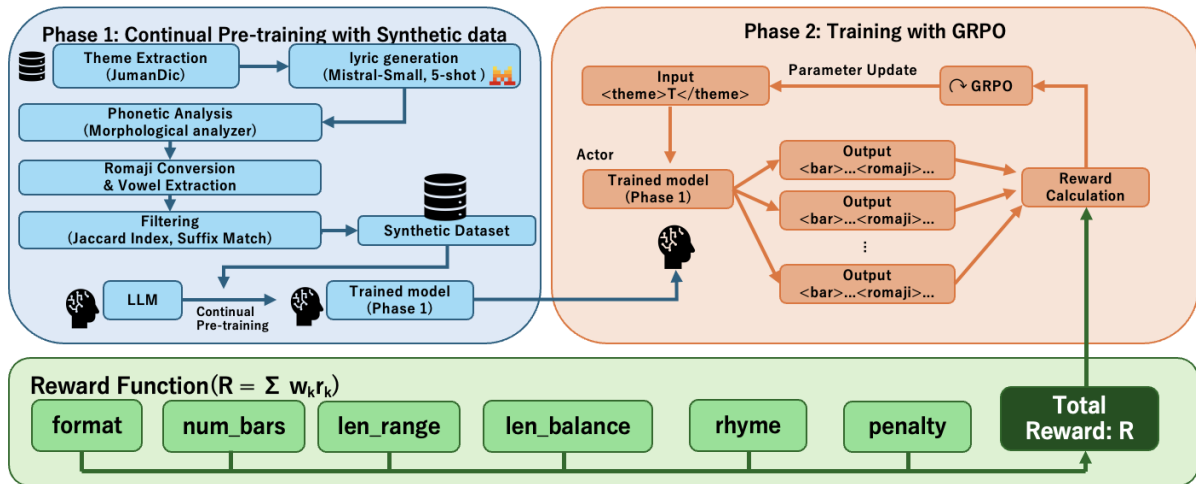 Phase 1: Continual Pre-training with Synthetic data
Theme Extraction
(JumanDic)
lyric generation
(Mistral-Small, 5-shot )
Phonetic Analysis
(Morphological analyzer)
Romaji Conversion
& Vowel Extraction
Filtering
(Jaccard Index, Suffix Match)
Synthetic Dataset
LLM
Continual
Pre-training
Trained model
(Phase 1)
Phase 2: Training with GRPO
Input
<theme>T</theme>
Parameter Update
GRPO
Actor
Trained model
(Phase 1)
Output
<bar>...<romaji>...
Output
<bar>...<romaji>...
⋮
Output
<bar>...<romaji>...
Reward
Calculation
Reward Function(R = Σ wₖrₖ)
format
num_bars
len_range
len_balance
rhyme
penalty
Total
Reward: R